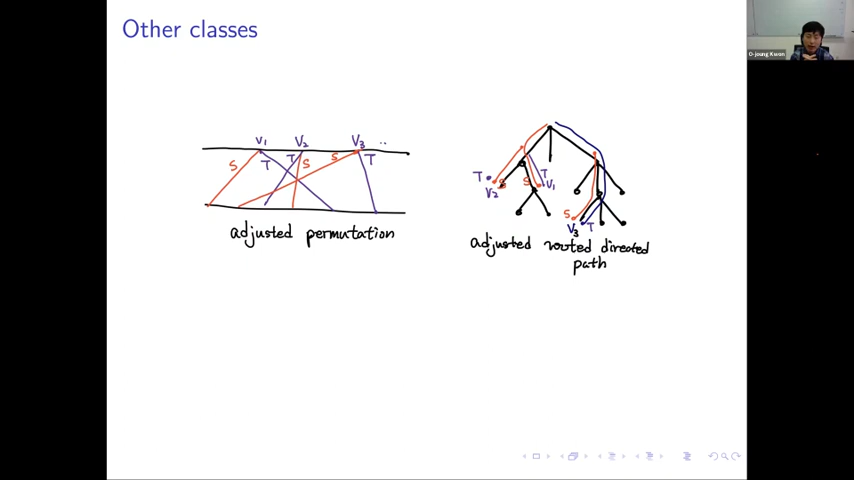 Other classes
O-joung Kwon
V1 V2 V3 ..
S T T S S T
adjusted permutation
T V2 S S T V1
S V3 T
adjusted rooted directed
path